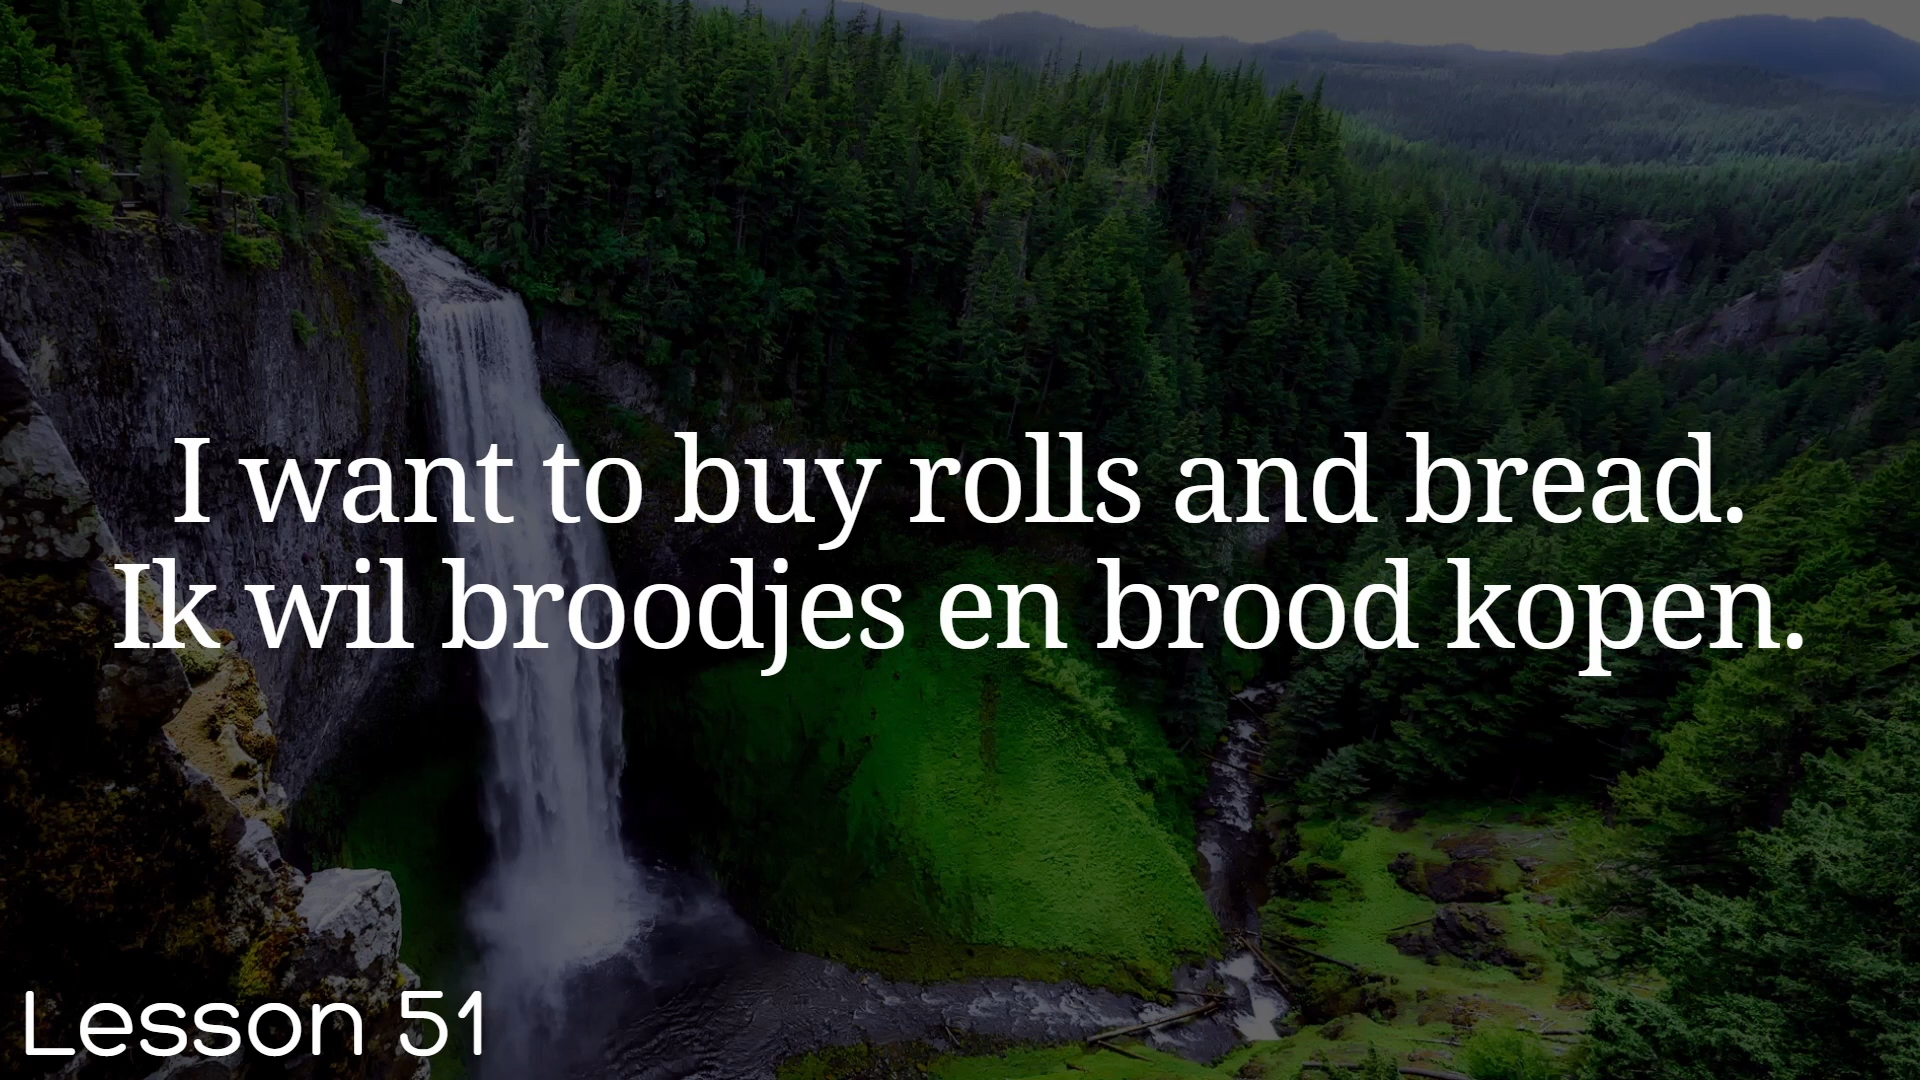 I want to buy rolls and bread.
Ik wil broodjes en brood kopen.
Lesson 51